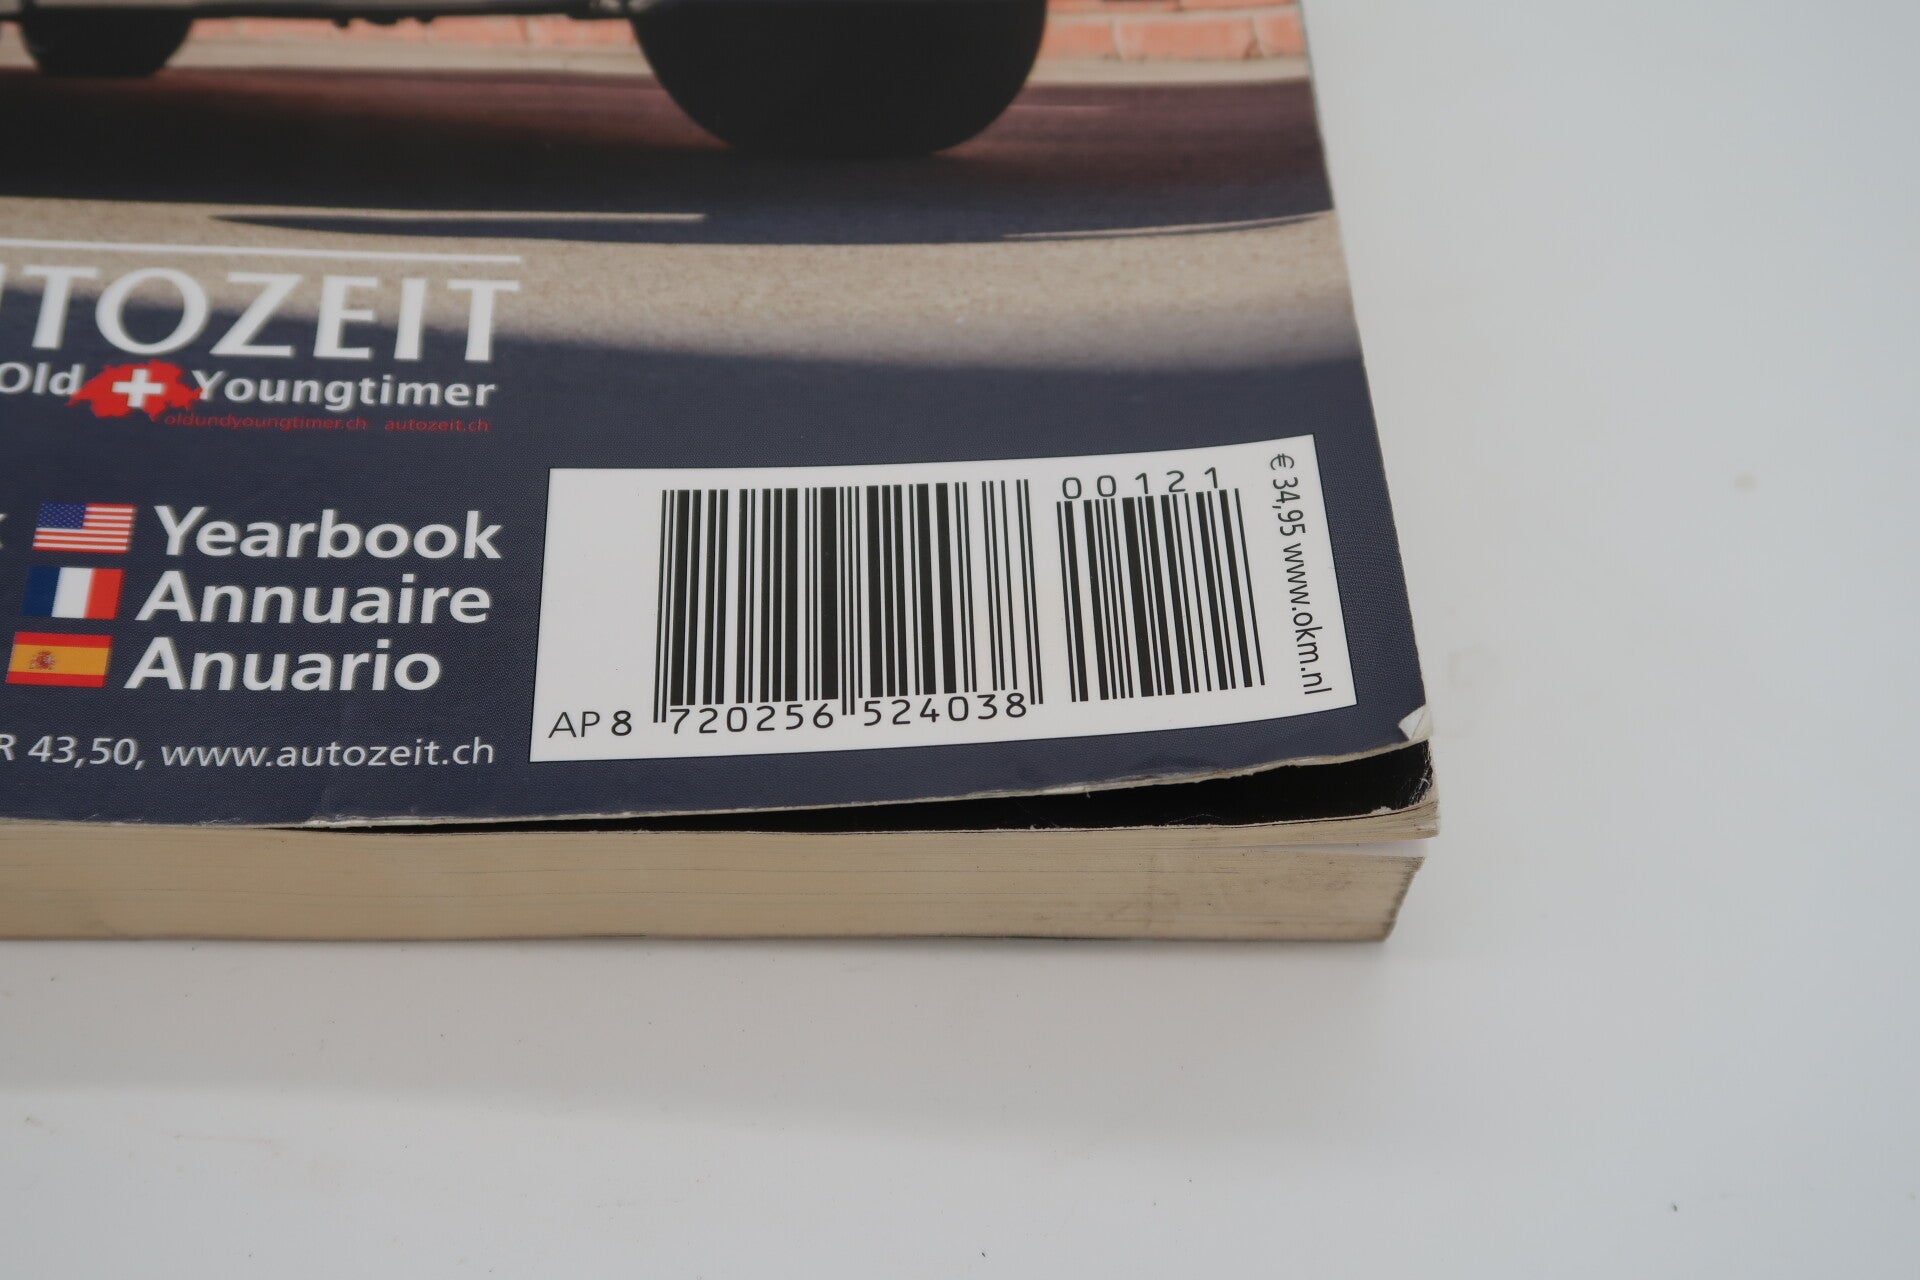 TOZEIT
Old Youngtimer
oldundyoungtimer.ch autozeit.ch
Yearbook
Annuaire
Anuario
R 43,50, www.autozeit.ch
00121
AP 8 720256 524038
€ 34,95 www.okm.nl